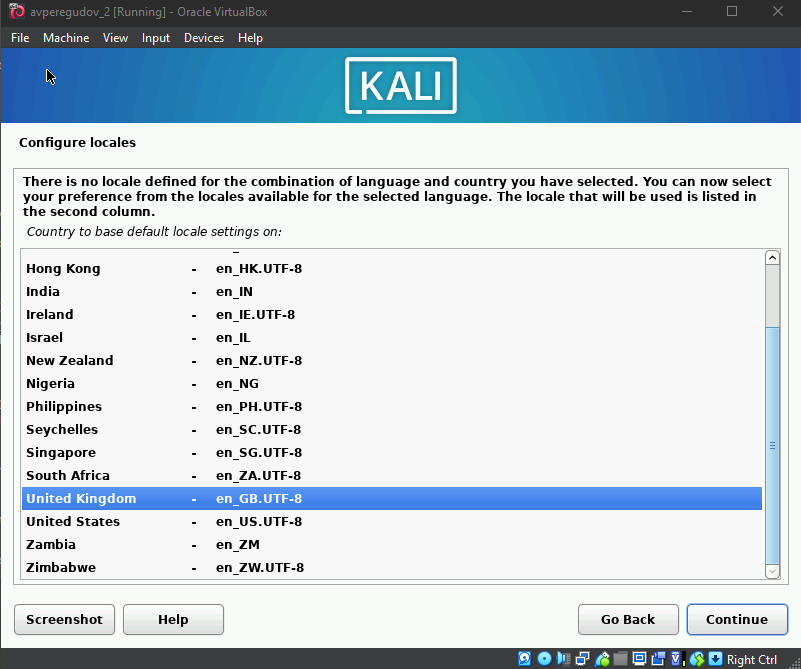 avperegudov_2 [Running] - Oracle VirtualBox
File Machine View Input Devices Help
KALI
Configure locales
There is no locale defined for the combination of language and country you have selected. You can now select
your preference from the locales available for the selected language. The locale that will be used is listed in
the second column.
Country to base default locale settings on:
Hong Kong - en_HK.UTF-8
India - en_IN
Ireland - en_IE.UTF-8
Israel - en_IL
New Zealand - en_NZ.UTF-8
Nigeria - en_NG
Philippines - en_PH.UTF-8
Seychelles - en_SC.UTF-8
Singapore - en_SG.UTF-8
South Africa - en_ZA.UTF-8
United Kingdom - en_GB.UTF-8
United States - en_US.UTF-8
Zambia - en_ZM
Zimbabwe - en_ZW.UTF-8
Screenshot Help Go Back Continue
Right Ctrl